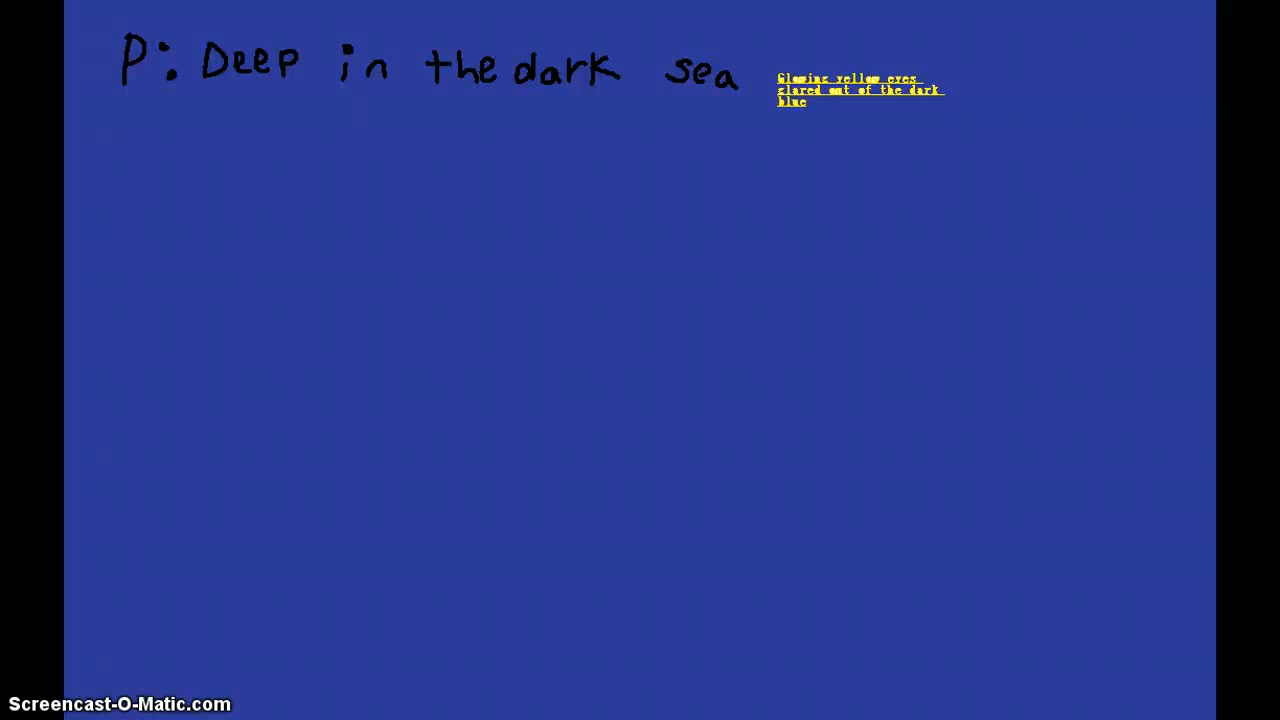 P: Deep in the dark sea
Glowing yellow eyes
glared out of the dark
blue
Screencast-O-Matic.com